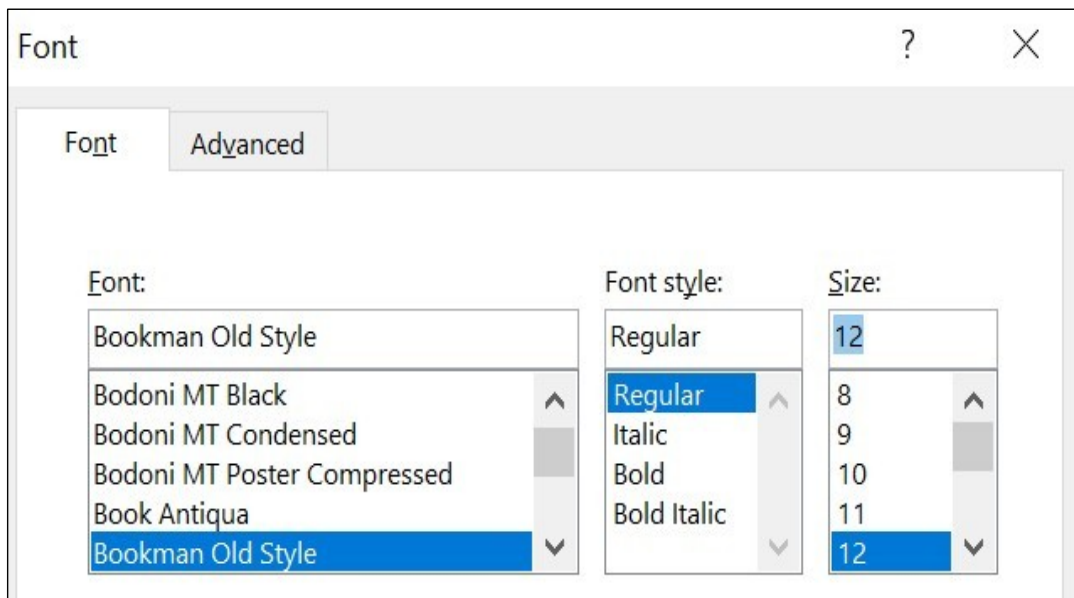 Font ?
Font Advanced
Font: Font style: Size:
Bookman Old Style Regular 12
Bodoni MT Black Regular 8
Bodoni MT Condensed Italic 9
Bodoni MT Poster Compressed Bold 10
Book Antiqua Bold Italic 11
Bookman Old Style 12